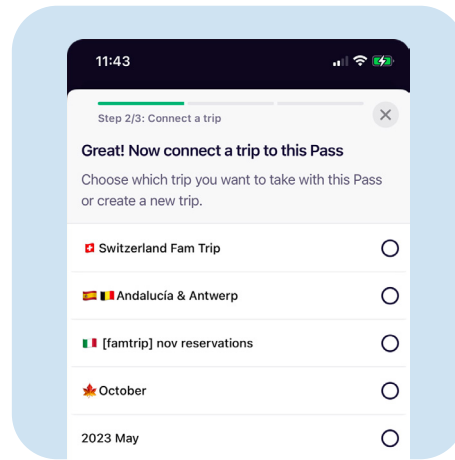 11:43
Step 2/3: Connect a trip
Great! Now connect a trip to this Pass
Choose which trip you want to take with this Pass
or create a new trip.
🇨🇭 Switzerland Fam Trip
🇪🇸🇧🇪Andalucía & Antwerp
🇮🇹 [famtrip] nov reservations
🍁October
2023 May